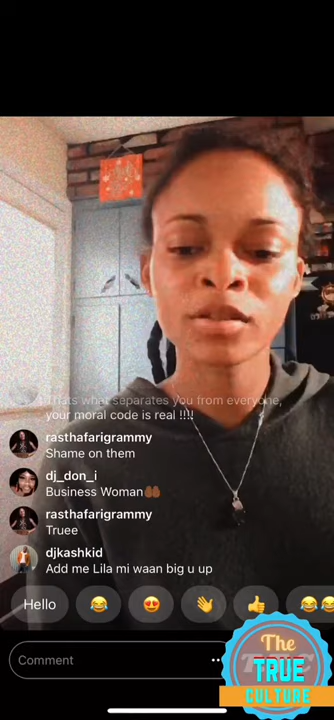 Thats what separates you from everyone,
your moral code is real !!!!
rasthafarigrammy
Shame on them
dj_don_i
Business Woman🤎🏾
rasthafarigrammy
Truee
djkashkid
Add me Lila mi waan big u up
Hello
Comment
The
TRUE
CULTURE